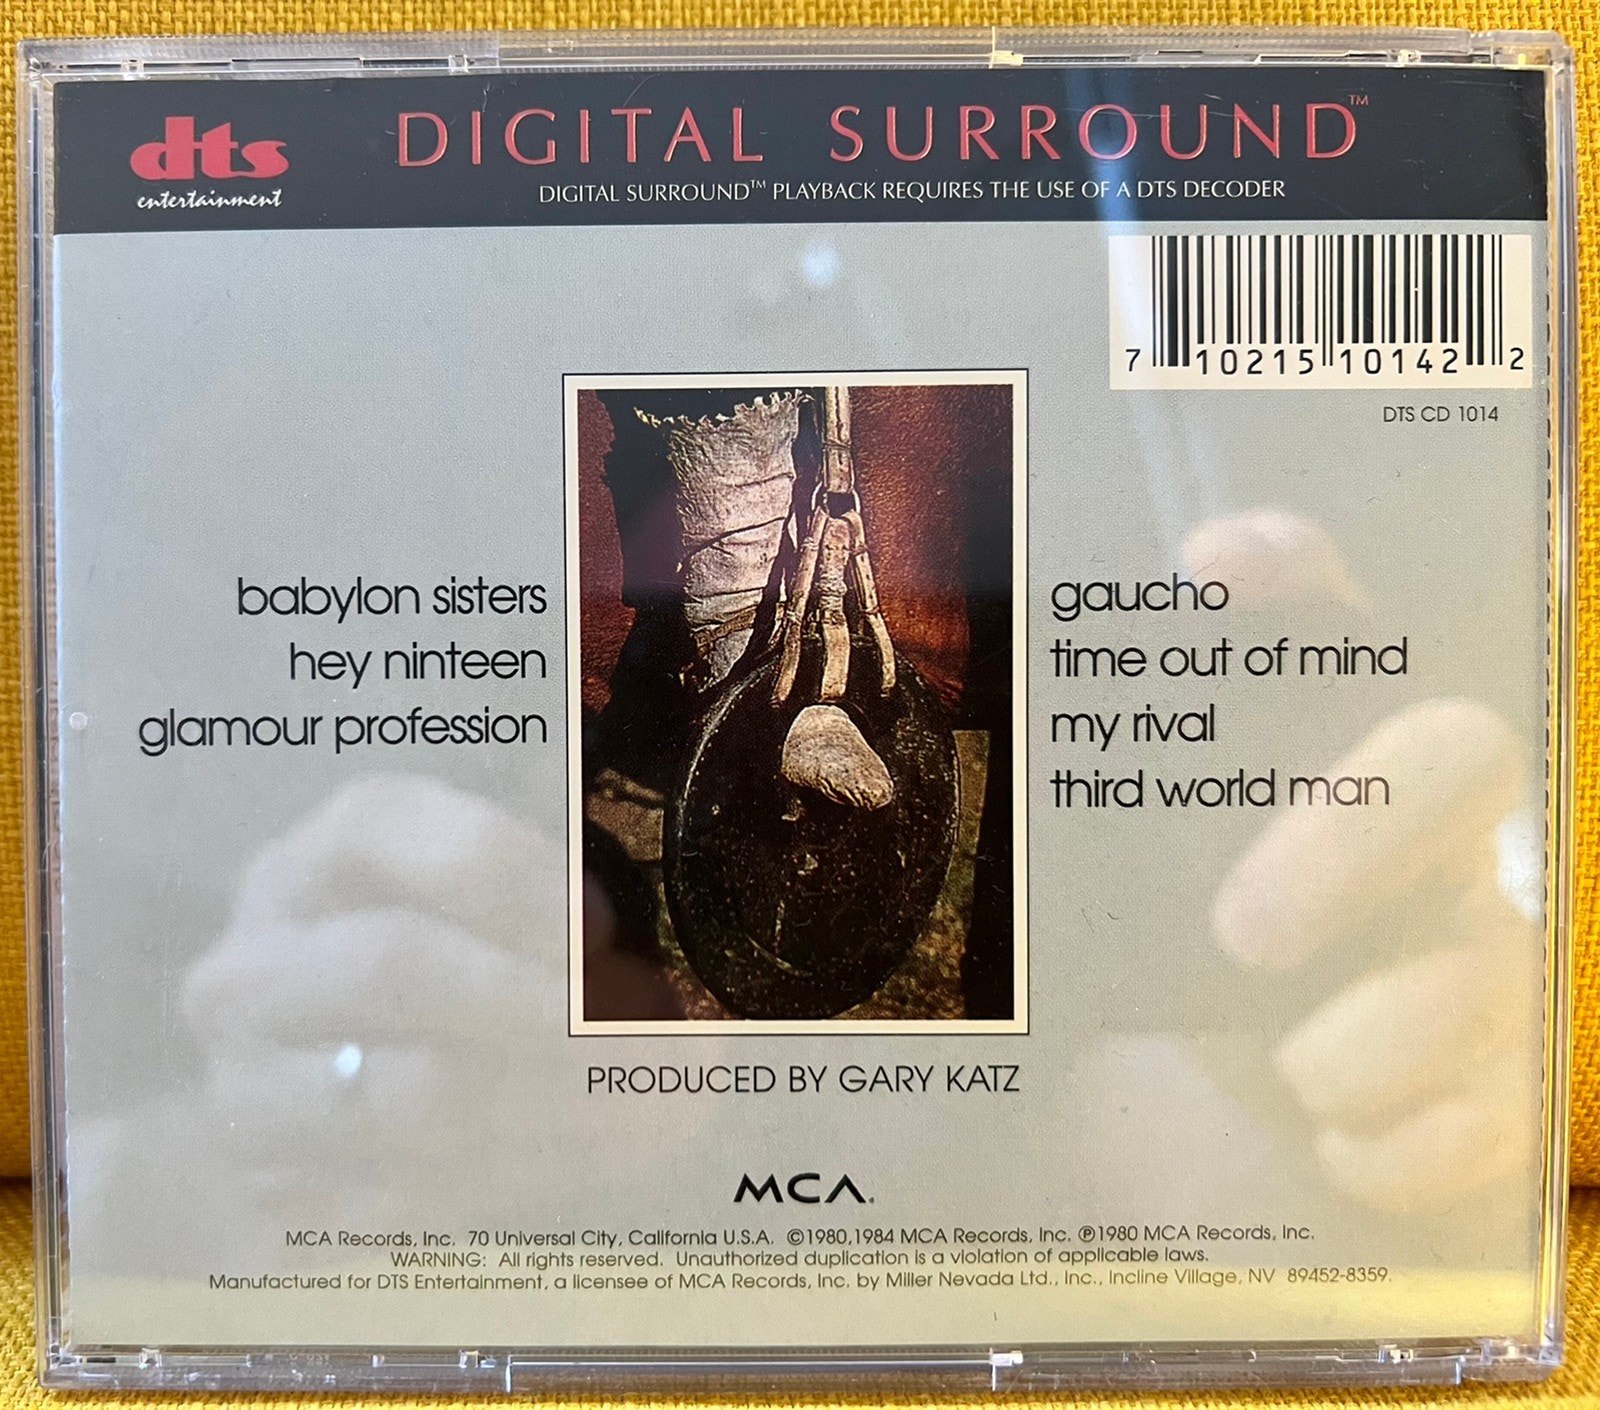 dts
entertainment
DIGITAL SURROUND™
DIGITAL SURROUND™ PLAYBACK REQUIRES THE USE OF A DTS DECODER
7 10215 10142 2
DTS CD 1014
babylon sisters
hey ninteen
glamour profession
gaucho
time out of mind
my rival
third world man
PRODUCED BY GARY KATZ
MCA.
MCA Records, Inc. 70 Universal City, California U.S.A. ©1980,1984 MCA Records, Inc. ℗1980 MCA Records, Inc.
WARNING: All rights reserved. Unauthorized duplication is a violation of applicable laws.
Manufactured for DTS Entertainment, a licensee of MCA Records, Inc. by Miller Nevada Ltd., Inc., Incline Village, NV 89452-8359.